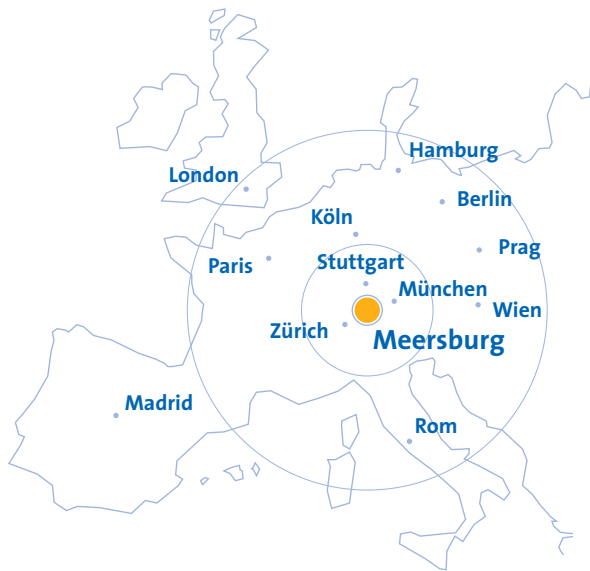 Hamburg
London
Berlin
Köln
Prag
Paris
Stuttgart
München
Wien
Zürich
Meersburg
Madrid
Rom